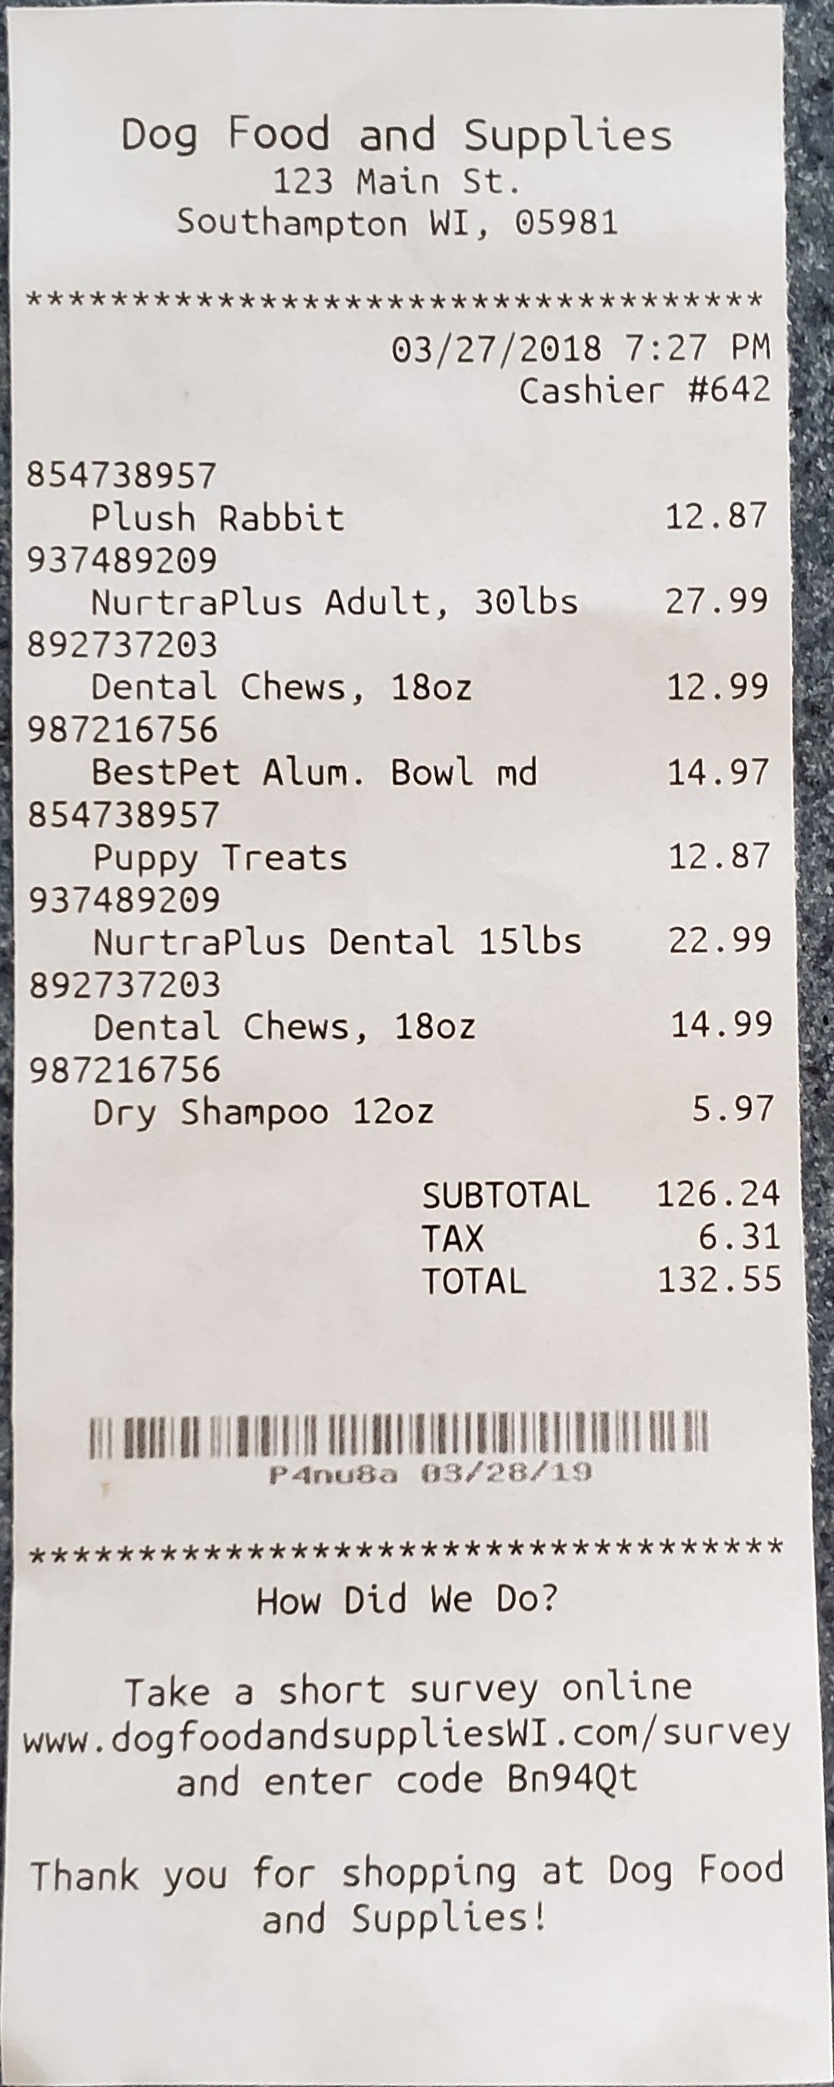 Dog Food and Supplies
123 Main St.
Southampton WI, 05981
***********************************
03/27/2018 7:27 PM
Cashier #642
854738957
Plush Rabbit 12.87
937489209
NurtraPlus Adult, 30lbs 27.99
892737203
Dental Chews, 18oz 12.99
987216756
BestPet Alum. Bowl md 14.97
854738957
Puppy Treats 12.87
937489209
NurtraPlus Dental 15lbs 22.99
892737203
Dental Chews, 18oz 14.99
987216756
Dry Shampoo 12oz 5.97
SUBTOTAL 126.24
TAX 6.31
TOTAL 132.55
P4nu8a 03/28/19
***********************************
How Did We Do?
Take a short survey online
www.dogfoodandsuppliesWI.com/survey
and enter code Bn94Qt
Thank you for shopping at Dog Food
and Supplies!